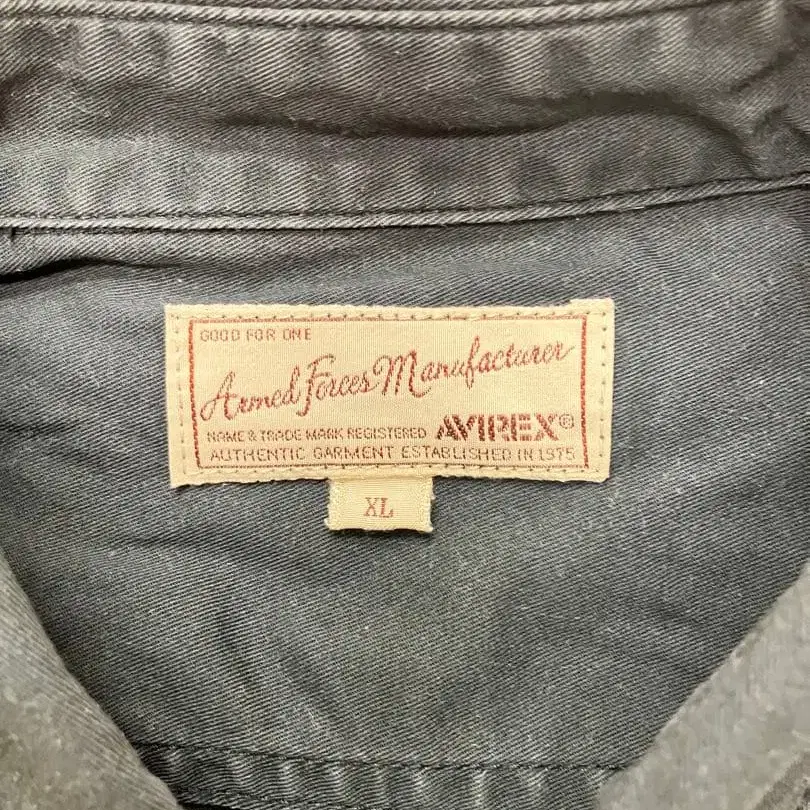 GOOD FOR ONE
Armed Forces Manufacturer
NAME & TRADE MARK REGISTERED AVIREX®
AUTHENTIC GARMENT ESTABLISHED IN 1975
XL